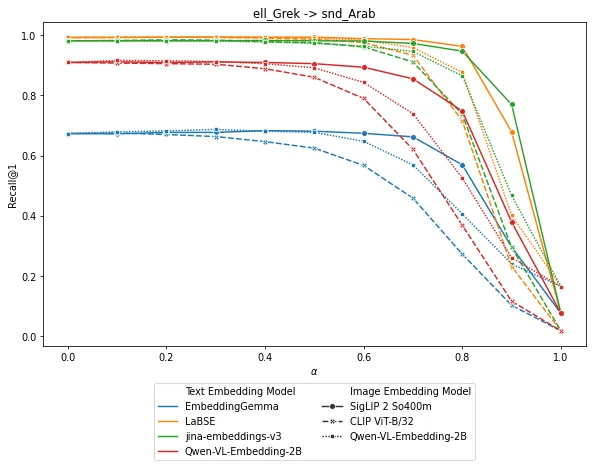 ell_Grek -> snd_Arab
Recall@1
1.0
0.8
0.6
0.4
0.2
0.0
0.0 0.2 0.4 0.6 0.8 1.0
α
Text Embedding Model
EmbeddingGemma
LaBSE
jina-embeddings-v3
Qwen-VL-Embedding-2B
Image Embedding Model
SigLIP 2 So400m
CLIP ViT-B/32
Qwen-VL-Embedding-2B